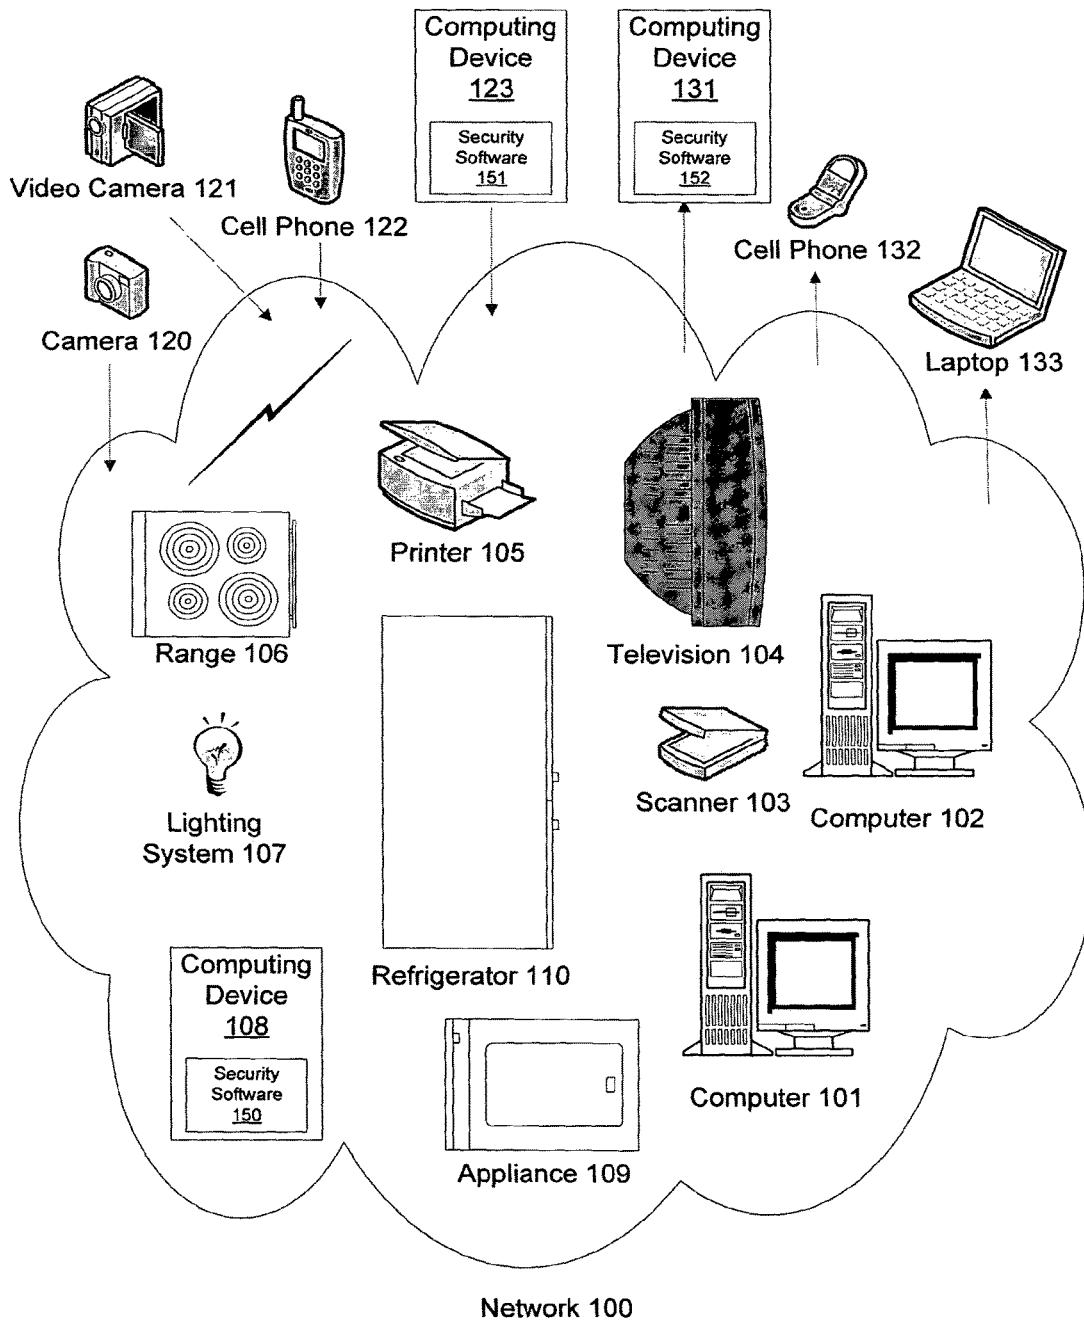 Computing
Device
123
Security
Software
151
Computing
Device
131
Security
Software
152
Video Camera 121
Cell Phone 122
Cell Phone 132
Camera 120
Laptop 133
Printer 105
Range 106
Television 104
Scanner 103
Computer 102
Lighting
System 107
Refrigerator 110
Computing
Device
108
Security
Software
150
Computer 101
Appliance 109
Network 100